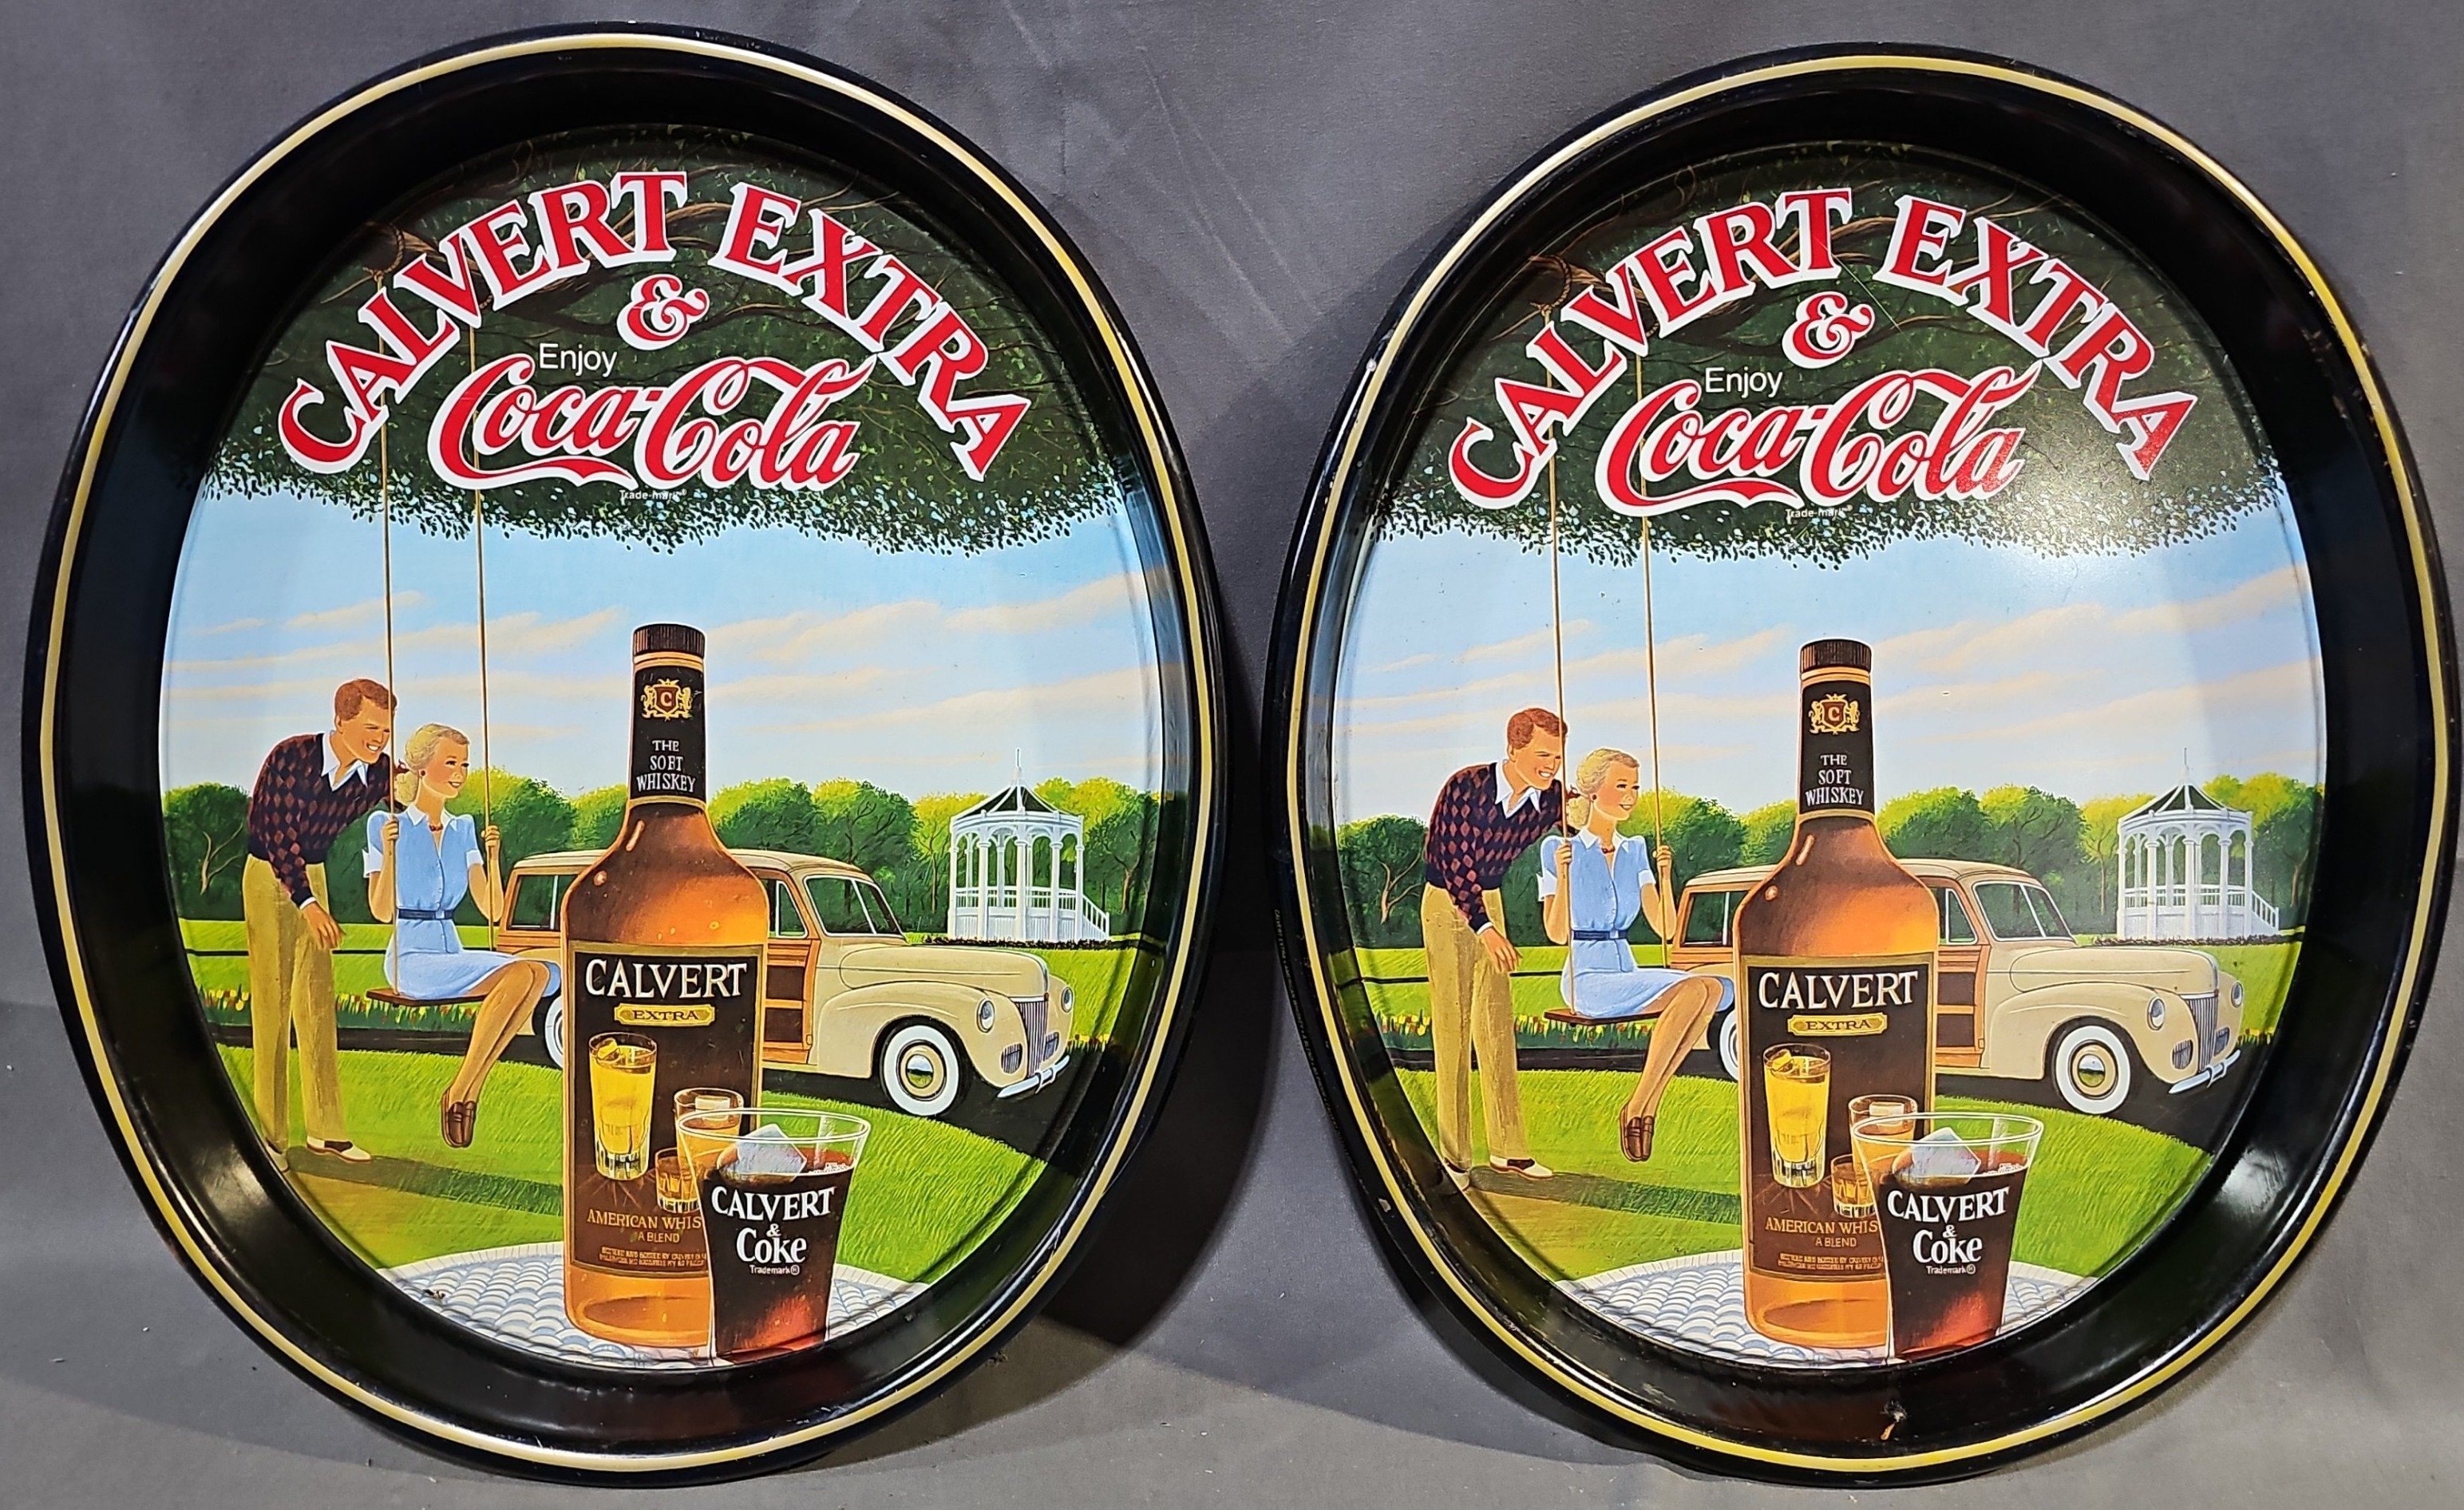 CALVERT EXTRA
&
Enjoy
Coca-Cola
Trade-mark®
THE
SOFT
WHISKEY
C
CALVERT
EXTRA
AMERICAN WHIS
A BLEND
CALVERT
&
Coke
Trademark®
CALVERT EXTRA
&
Enjoy
Coca-Cola
Trade-mark®
C
THE
SOFT
WHISKEY
CALVERT
EXTRA
AMERICAN WHIS
A BLEND
CALVERT
&
Coke
Trademark®